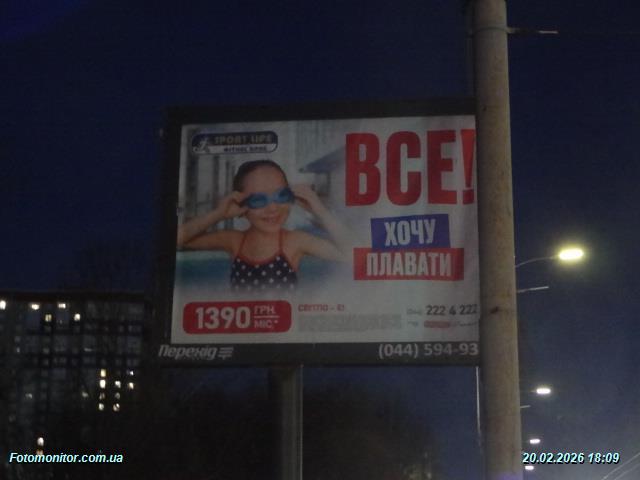 SPORT LIFE
ФІТНЕС КЛУБ
ВСЕ!
ХОЧУ
ПЛАВАТИ
1390 ГРН. МІС.*
СВІТЛО - Є!
(044) 222 4 222
Перехід
(044) 594-93
Fotomonitor.com.ua
20.02.2026 18:09